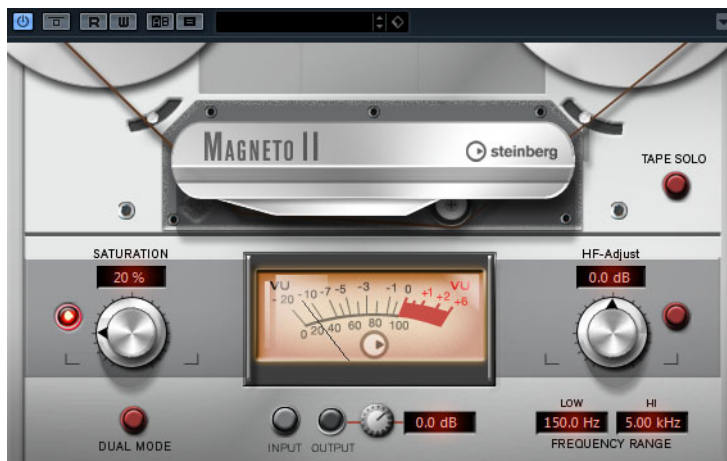 R W AB
MAGNETO II
steinberg
TAPE SOLO
SATURATION
20 %
HF-Adjust
0.0 dB
VU VU
- 20 -10 -7 -5 -3 -1 0 +1 +2 +6
0 20 40 60 80 100
DUAL MODE
INPUT OUTPUT
0.0 dB
LOW HI
150.0 Hz 5.00 kHz
FREQUENCY RANGE